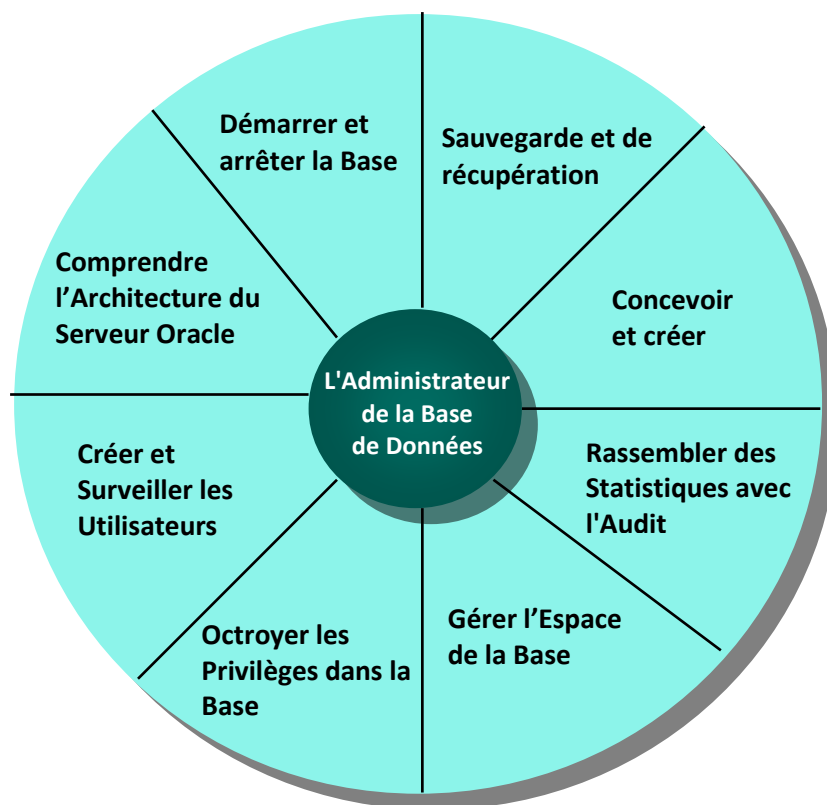 Démarrer et
arrêter la Base
Sauvegarde et de
récupération
Comprendre
l’Architecture du
Serveur Oracle
Concevoir
et créer
L'Administrateur
de la Base
de Données
Créer et
Surveiller les
Utilisateurs
Rassembler des
Statistiques avec
l'Audit
Octroyer les
Privilèges dans la
Base
Gérer l’Espace
de la Base